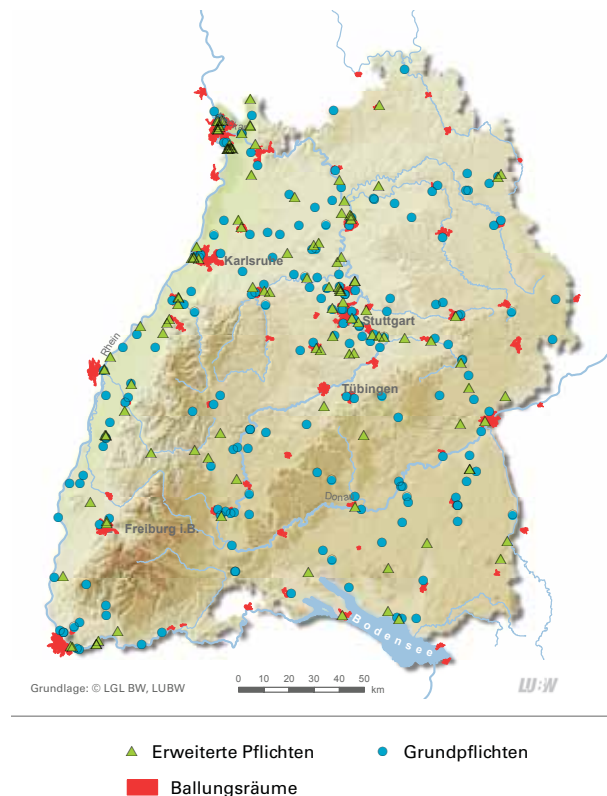 Karlsruhe
Rhein
Stuttgart
Tübingen
Donau
Freiburg i.B.
Bodensee
Grundlage: © LGL BW, LUBW
0 10 20 30 40 50
km
LUBW
Erweiterte Pflichten
Grundpflichten
Ballungsräume